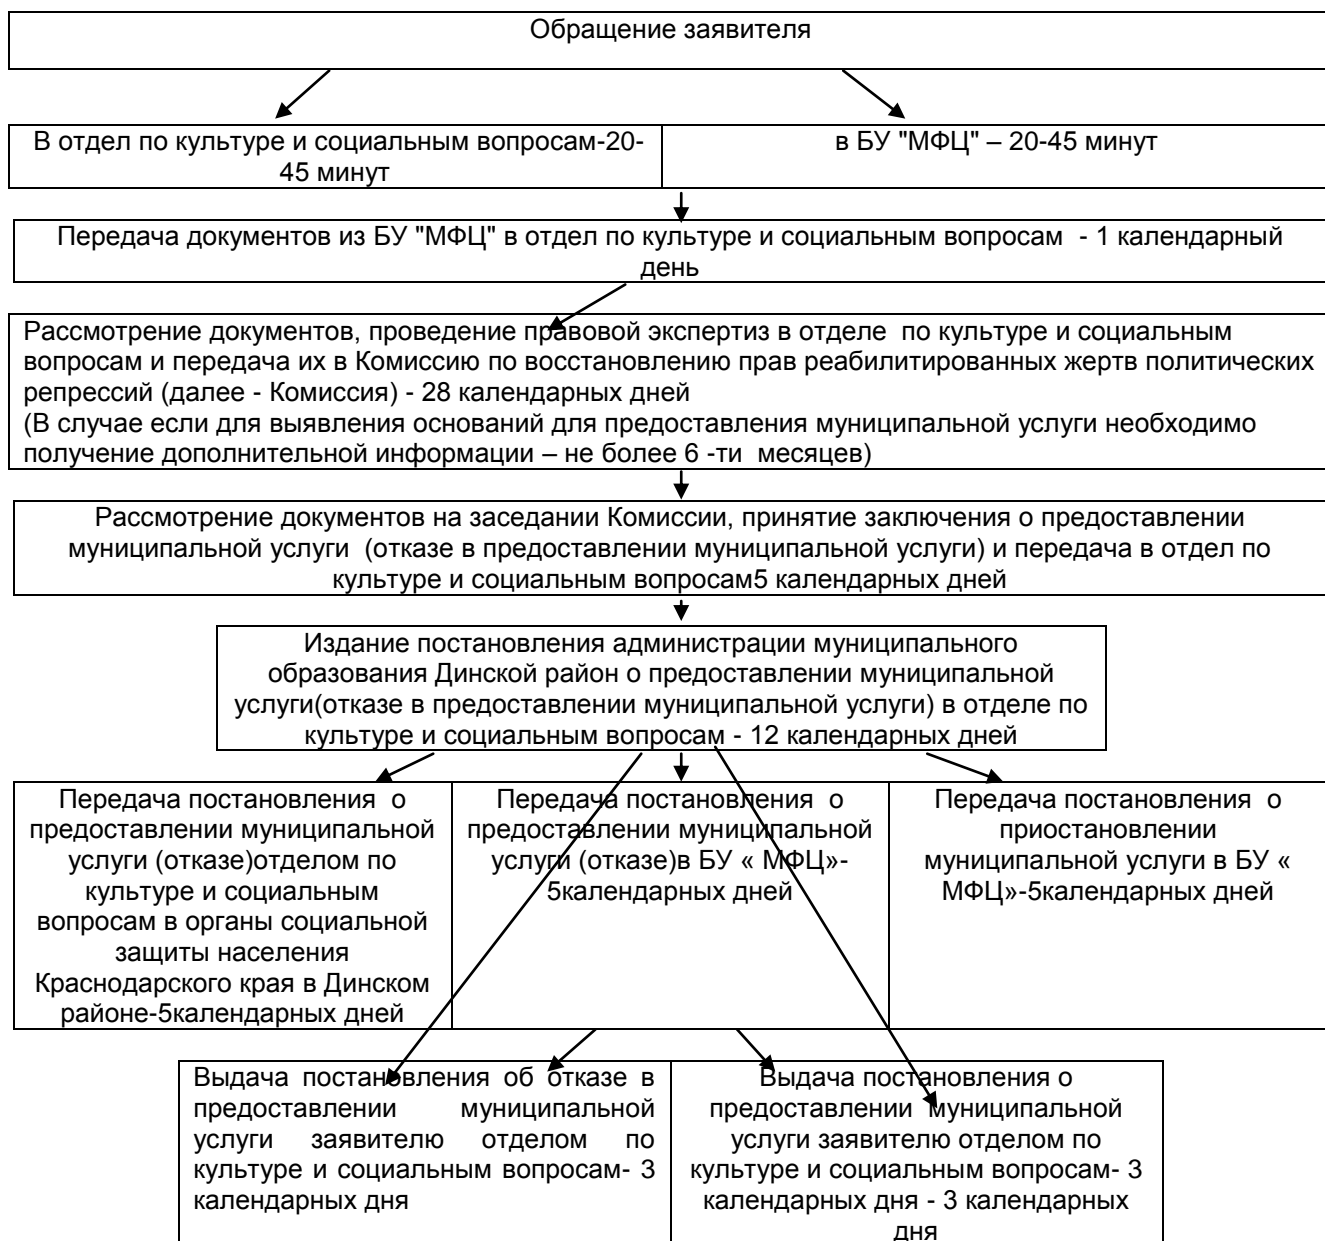 Обращение заявителя
В отдел по культуре и социальным вопросам-20-
45 минут
в БУ "МФЦ" – 20-45 минут
Передача документов из БУ "МФЦ" в отдел по культуре и социальным вопросам - 1 календарный
день
Рассмотрение документов, проведение правовой экспертиз в отделе по культуре и социальным
вопросам и передача их в Комиссию по восстановлению прав реабилитированных жертв политических
репрессий (далее - Комиссия) - 28 календарных дней
(В случае если для выявления оснований для предоставления муниципальной услуги необходимо
получение дополнительной информации – не более 6 -ти месяцев)
Рассмотрение документов на заседании Комиссии, принятие заключения о предоставлении
муниципальной услуги (отказе в предоставлении муниципальной услуги) и передача в отдел по
культуре и социальным вопросам5 календарных дней
Издание постановления администрации муниципального
образования Динской район о предоставлении муниципальной
услуги(отказе в предоставлении муниципальной услуги) в отделе по
культуре и социальным вопросам - 12 календарных дней
Передача постановления о
предоставлении муниципальной
услуги (отказе)отделом по
культуре и социальным
вопросам в органы социальной
защиты населения
Краснодарского края в Динском
районе-5календарных дней
Передача постановления о
предоставлении муниципальной
услуги (отказе)в БУ « МФЦ»-
5календарных дней
Передача постановления о
приостановлении
муниципальной услуги в БУ «
МФЦ»-5календарных дней
Выдача постановления об отказе в
предоставлении муниципальной
услуги заявителю отделом по
культуре и социальным вопросам- 3
календарных дня
Выдача постановления о
предоставлении муниципальной
услуги заявителю отделом по
культуре и социальным вопросам- 3
календарных дня - 3 календарных
дня